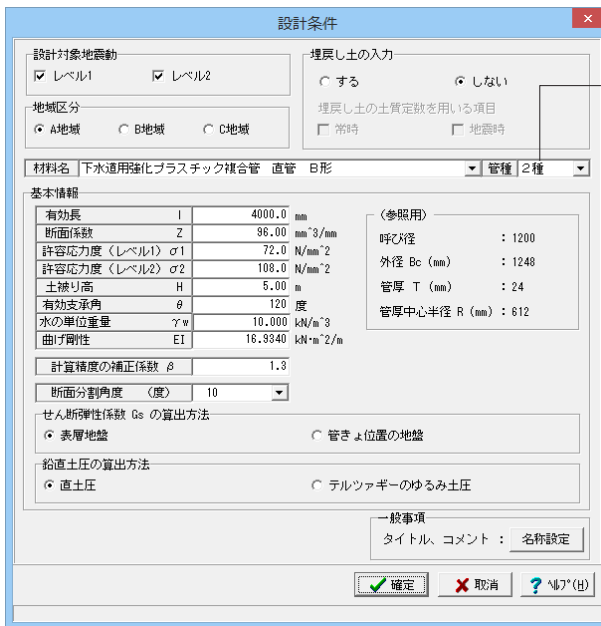 設計条件
設計対象地震動
レベル1 レベル2
埋戻し土の入力
する しない
埋戻し土の土質定数を用いる項目
常時 地震時
地域区分
A地域 B地域 C地域
材料名 下水道用強化プラスチック複合管 直管 B形 管種 2種
基本情報
有効長 l 4000.0 mm
断面係数 Z 96.00 mm^3/mm
許容応力度(レベル1) σ1 72.0 N/mm^2
許容応力度(レベル2) σ2 108.0 N/mm^2
土被り高 H 5.00 m
有効支承角 θ 120 度
水の単位重量 γw 10.000 kN/m^3
曲げ剛性 EI 16.9340 kN・m^2/m
(参照用)
呼び径 : 1200
外径 Bc (mm) : 1248
管厚 T (mm) : 24
管厚中心半径 R (mm) : 612
計算精度の補正係数 β 1.3
断面分割角度 (度) 10
せん断弾性係数 Gs の算出方法
表層地盤 管きょ位置の地盤
鉛直土圧の算出方法
直土圧 テルツァギーのゆるみ土圧
一般事項
タイトル、コメント : 名称設定
確定 取消 ヘルプ(H)